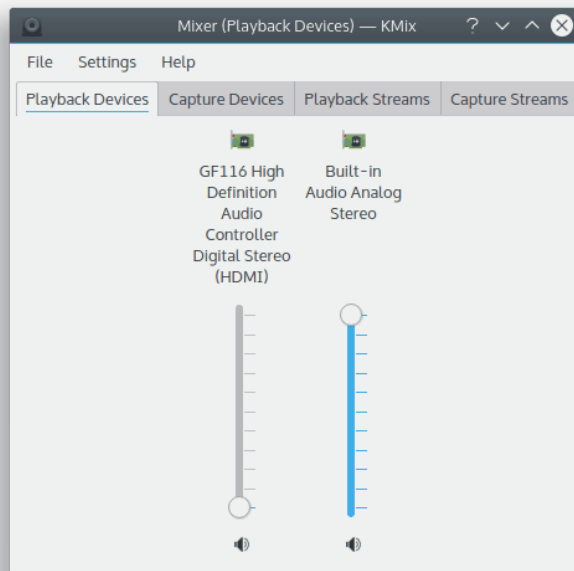 Mixer (Playback Devices) — KMix
File Settings Help
Playback Devices Capture Devices Playback Streams Capture Streams
GF116 High
Definition
Audio
Controller
Digital Stereo
(HDMI)
Built-in
Audio Analog
Stereo